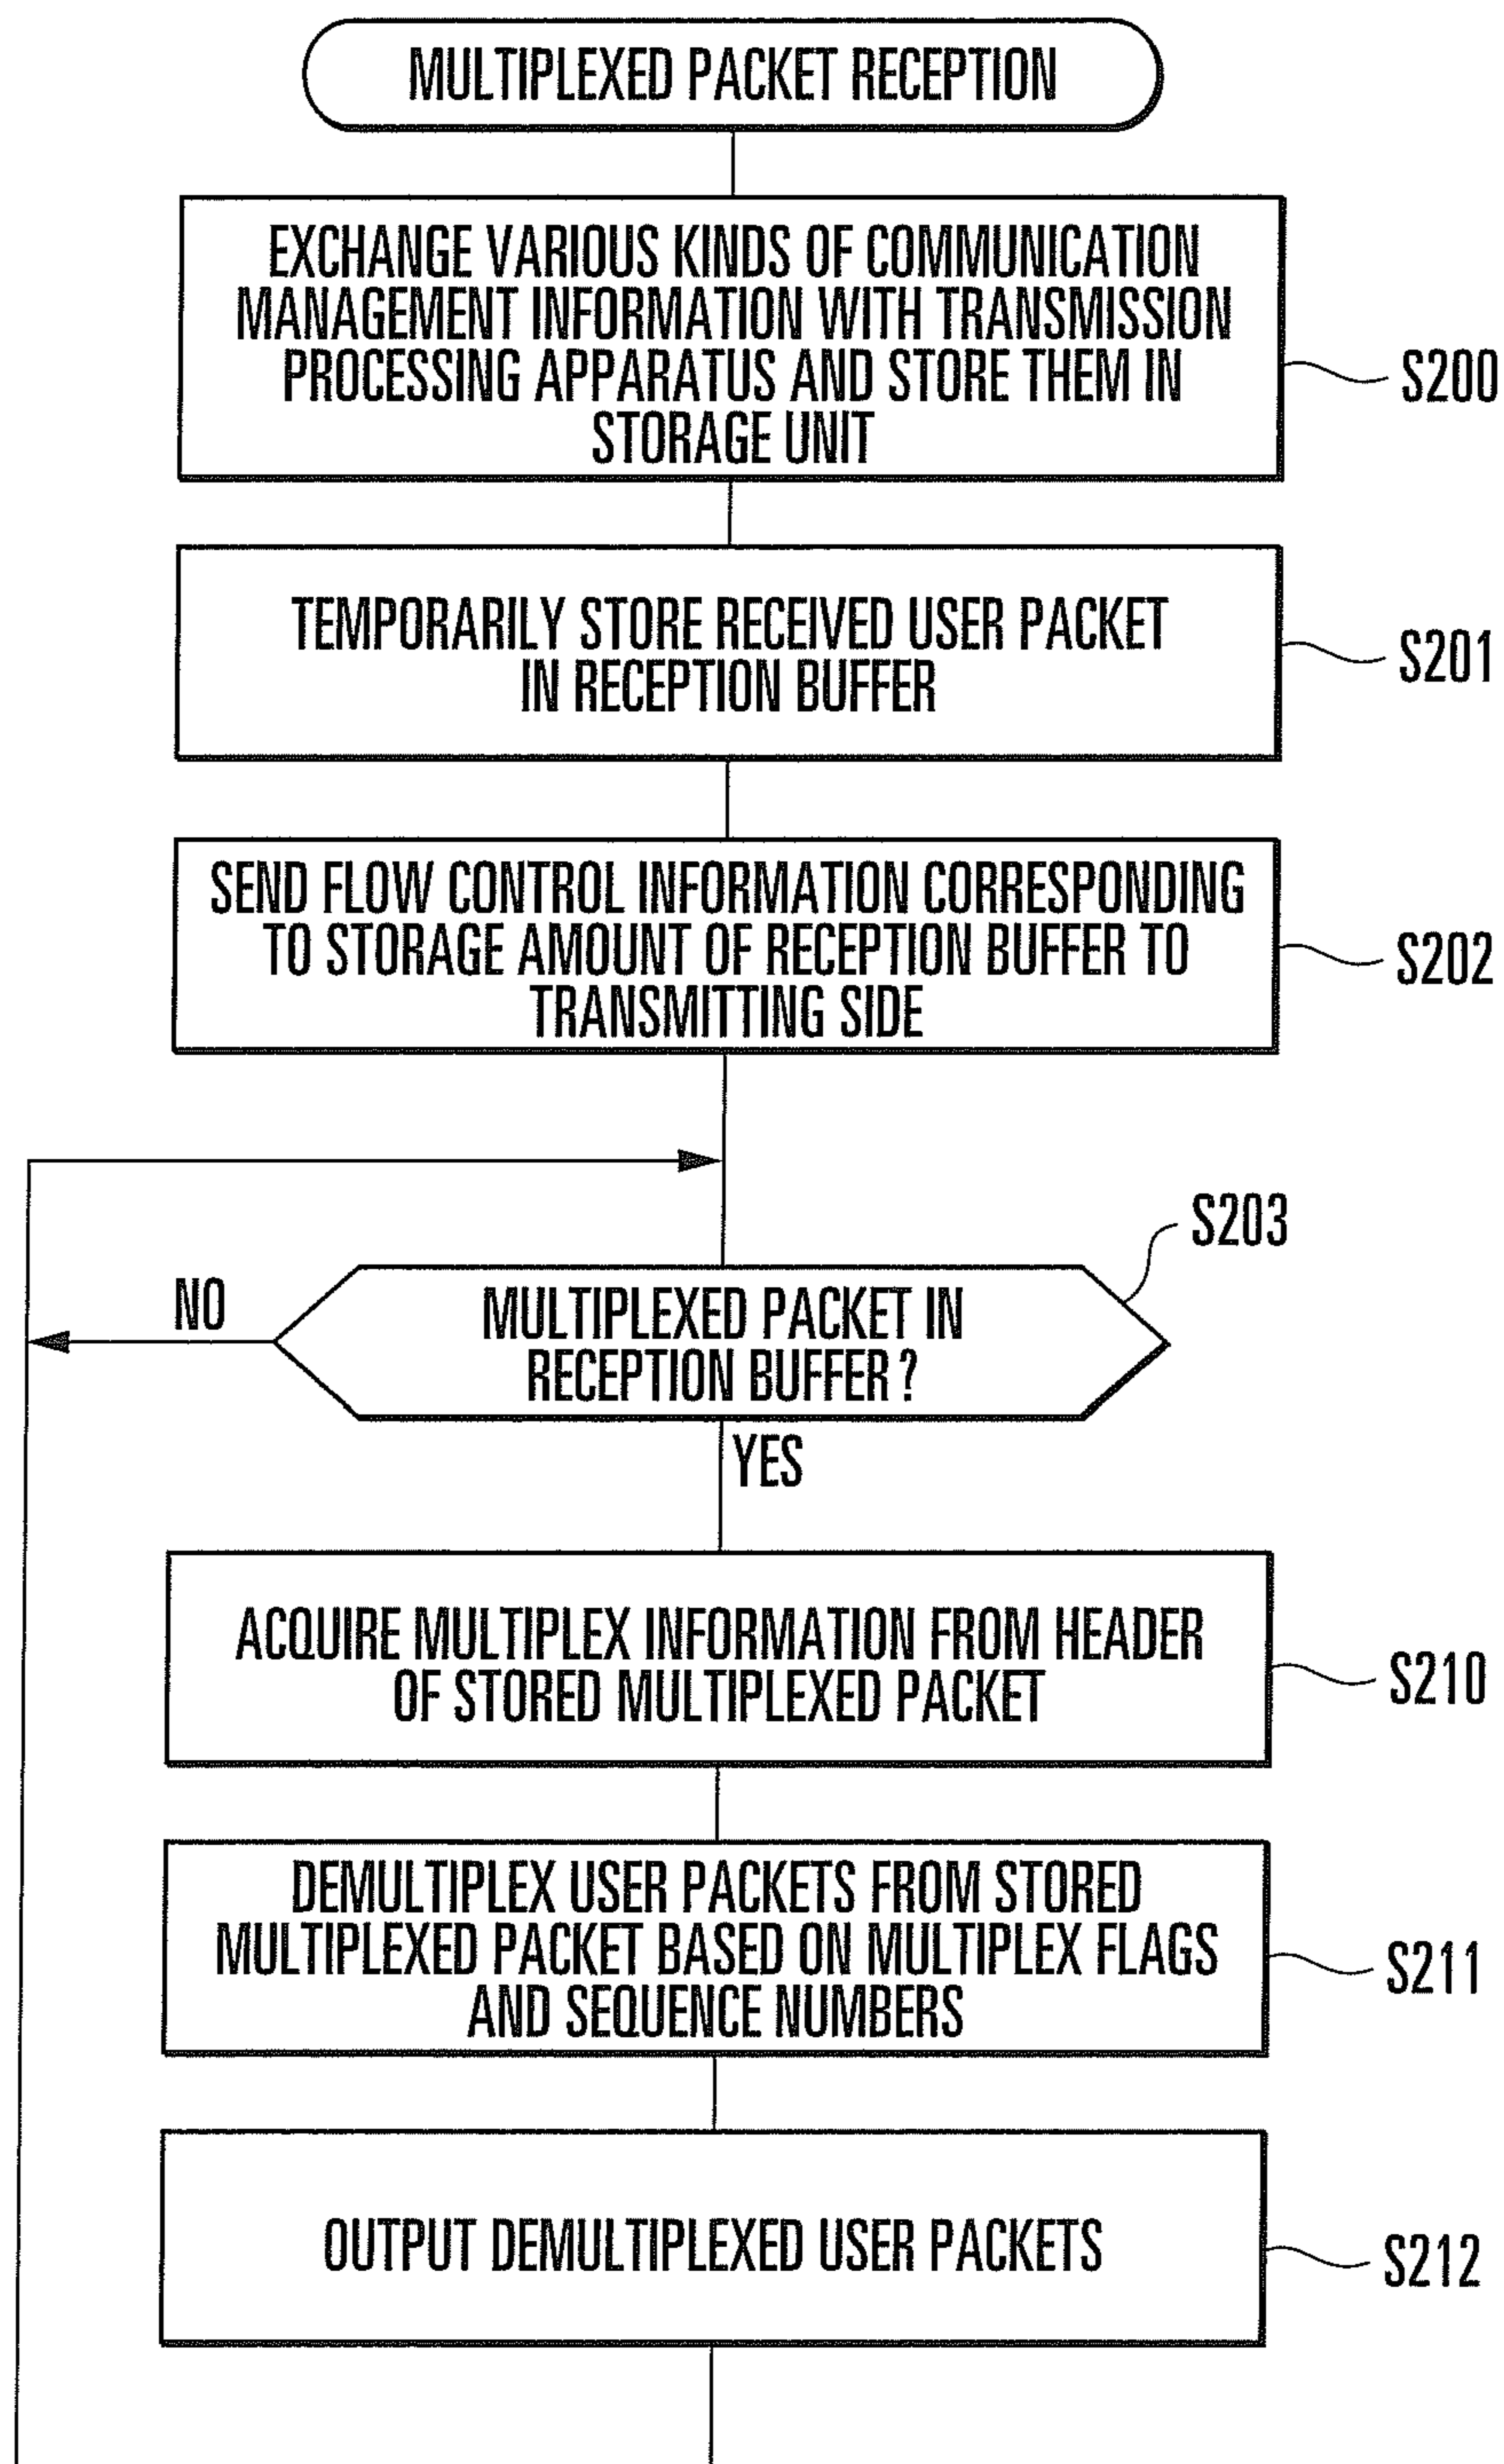 MULTIPLEXED PACKET RECEPTION
EXCHANGE VARIOUS KINDS OF COMMUNICATION
MANAGEMENT INFORMATION WITH TRANSMISSION
PROCESSING APPARATUS AND STORE THEM IN
STORAGE UNIT
S200
TEMPORARILY STORE RECEIVED USER PACKET
IN RECEPTION BUFFER
S201
SEND FLOW CONTROL INFORMATION CORRESPONDING
TO STORAGE AMOUNT OF RECEPTION BUFFER TO
TRANSMITTING SIDE
S202
S203
NO
MULTIPLEXED PACKET IN
RECEPTION BUFFER?
YES
ACQUIRE MULTIPLEX INFORMATION FROM HEADER
OF STORED MULTIPLEXED PACKET
S210
DEMULTIPLEX USER PACKETS FROM STORED
MULTIPLEXED PACKET BASED ON MULTIPLEX FLAGS
AND SEQUENCE NUMBERS
S211
OUTPUT DEMULTIPLEXED USER PACKETS
S212